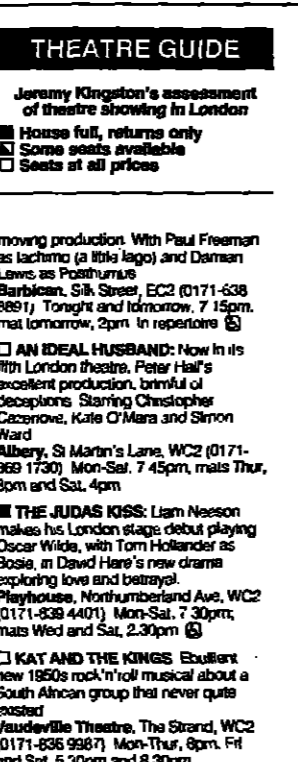 THEATRE GUIDE
Jeremy Kingston's assessment
of theatre showing in London
■ House full, returns only
Some seats available
□ Seats at all prices
moving production. With Paul Freeman
as Iachimo (a little Iago) and Damian
Lewis as Posthumus
Barbican, Silk Street, EC2 (0171-638
8891) Tonight and tomorrow, 7 15pm.
mat tomorrow, 2pm In repertoire
□ AN IDEAL HUSBAND: Now in its
fifth London theatre, Peter Hall's
excellent production, brimful of
deceptions Starring Christopher
Cazenove, Kate O'Mara and Simon
Ward
Albery, St Martin's Lane, WC2 (0171-
369 1730) Mon-Sat, 7 45pm, mats Thur,
3pm and Sat, 4pm
■ THE JUDAS KISS: Liam Neeson
makes his London stage debut playing
Oscar Wilde, with Tom Hollander as
Bosie, in David Hare's new drama
exploring love and betrayal.
Playhouse, Northumberland Ave, WC2
(0171-839 4401) Mon-Sat, 7 30pm;
mats Wed and Sat, 2.30pm
□ KAT AND THE KINGS Ebullient
new 1950s rock'n'roll musical about a
South African group that never quite
existed
Vaudeville Theatre, The Strand, WC2
(0171-836 9987) Mon-Thur, 8pm. Fri
and Sat, 5 30pm and 8 30pm